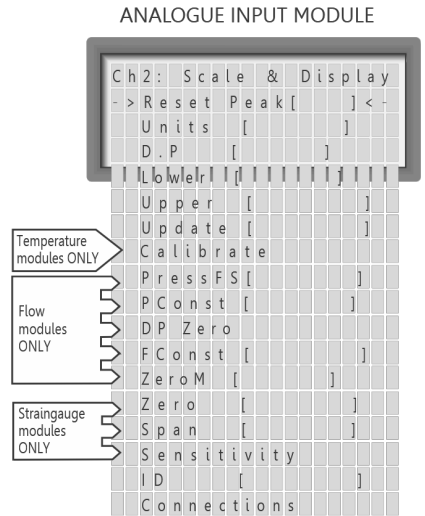 ANALOGUE INPUT MODULE
Ch2: Scale & Display
->Reset Peak[ ]<-
Units [ ]
D.P [ ]
Lower [ ]
Upper [ ]
Update [ ]
Temperature
modules ONLY
Calibrate
Flow
modules
ONLY
PressFS[ ]
PConst [ ]
DP Zero
FConst [ ]
ZeroM [ ]
Straingauge
modules
ONLY
Zero [ ]
Span [ ]
Sensitivity
ID [ ]
Connections